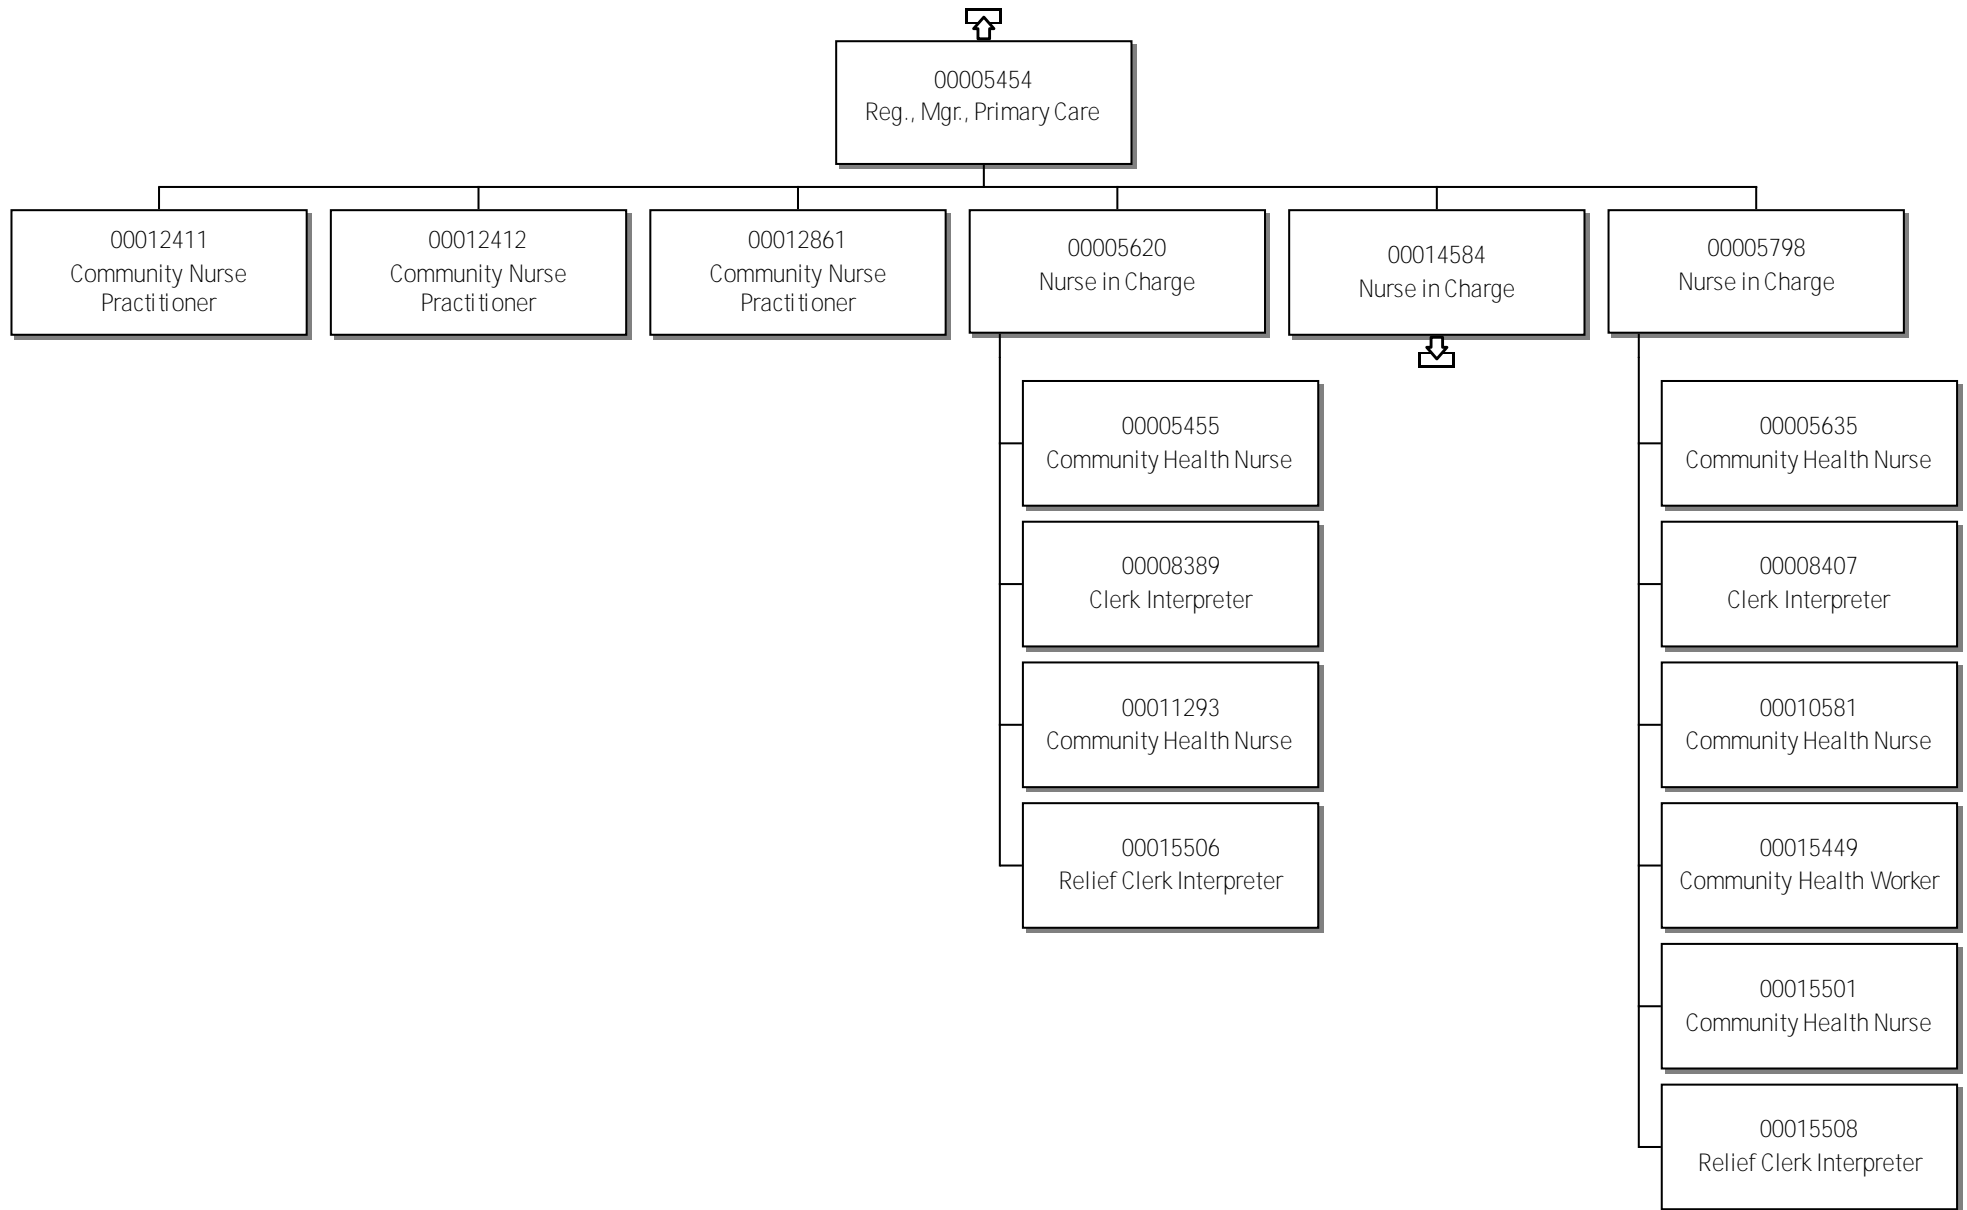 00005454
Reg., Mgr., Primary Care
00012411
Community Nurse
Practitioner
00012412
Community Nurse
Practitioner
00012861
Community Nurse
Practitioner
00005620
Nurse in Charge
00014584
Nurse in Charge
00005798
Nurse in Charge
00005455
Community Health Nurse
00008389
Clerk Interpreter
00011293
Community Health Nurse
00015506
Relief Clerk Interpreter
00005635
Community Health Nurse
00008407
Clerk Interpreter
00010581
Community Health Nurse
00015449
Community Health Worker
00015501
Community Health Nurse
00015508
Relief Clerk Interpreter